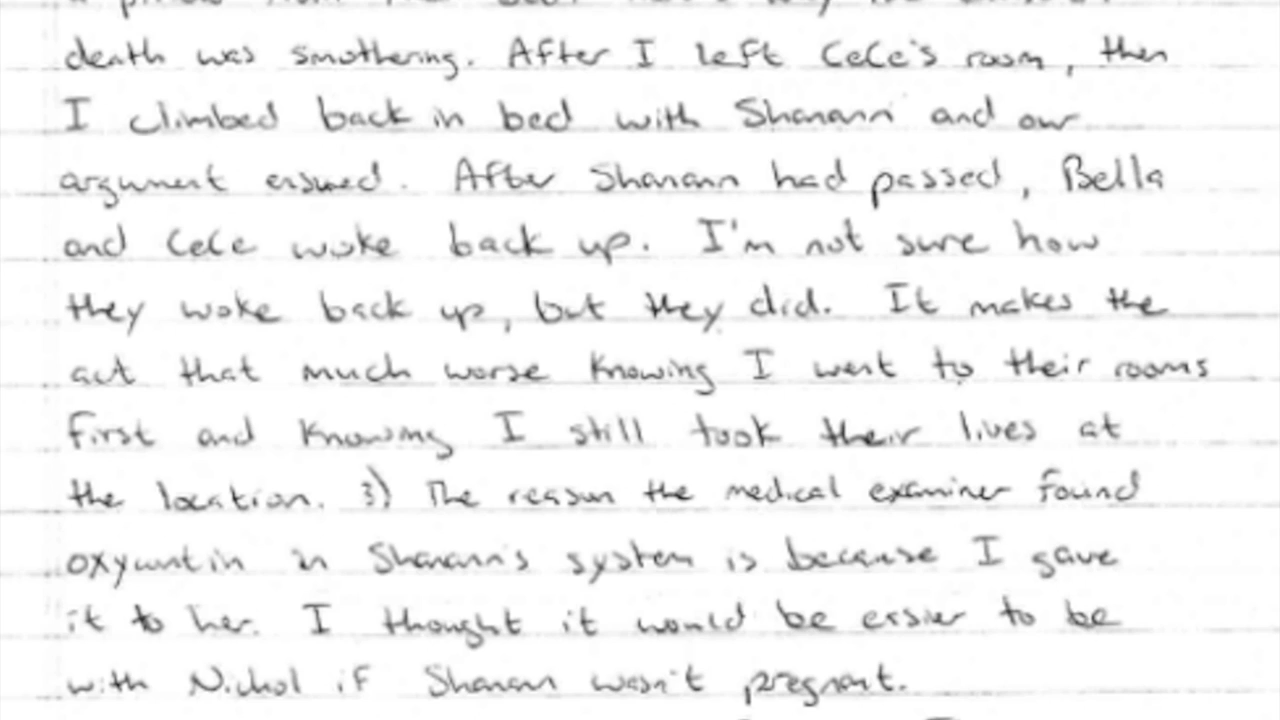 a pillow from
death was smothering. After I left CeCe's room, then
I climbed back in bed with Shanann and our
argument ensued. After Shanann had passed, Bella
and CeCe woke back up. I'm not sure how
they woke back up, but they did. It makes the
act that much worse knowing I went to their rooms
first and knowing I still took their lives at
the location. 3) The reason the medical examiner found
oxycontin in Shanann's system is because I gave
it to her. I thought it would be easier to be
with Nichol if Shanann wasn't pregnant.